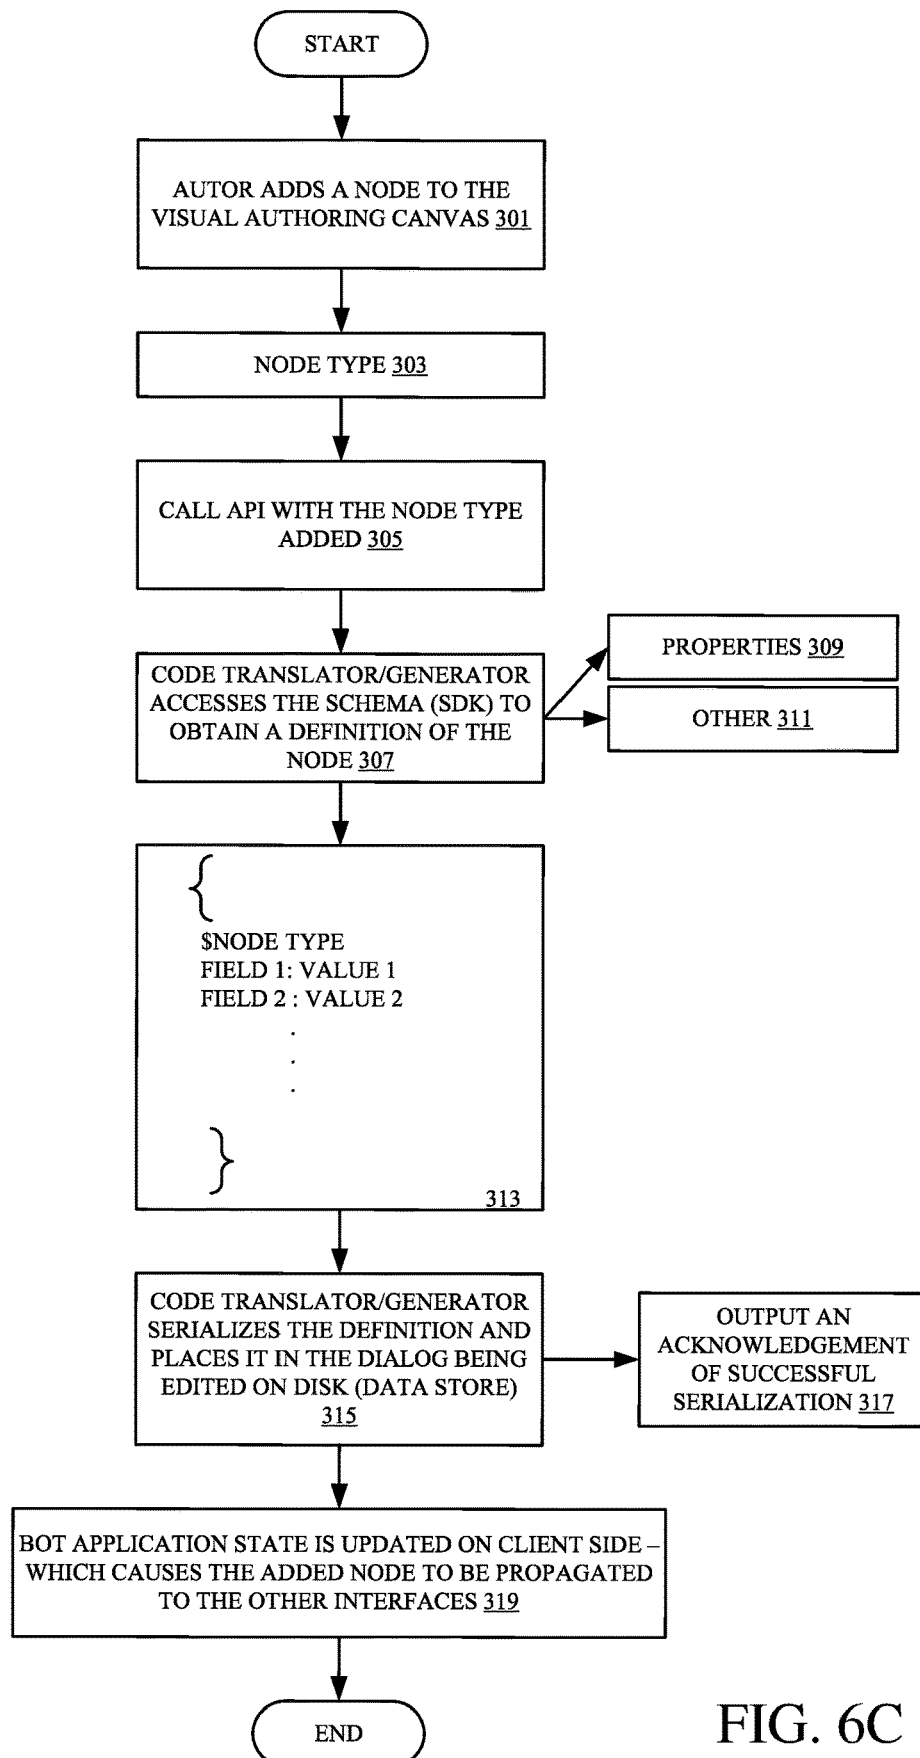 START
AUTOR ADDS A NODE TO THE
VISUAL AUTHORING CANVAS 301
NODE TYPE 303
CALL API WITH THE NODE TYPE
ADDED 305
CODE TRANSLATOR/GENERATOR
ACCESSES THE SCHEMA (SDK) TO
OBTAIN A DEFINITION OF THE
NODE 307
PROPERTIES 309
OTHER 311
{
$NODE TYPE
FIELD 1: VALUE 1
FIELD 2 : VALUE 2
.
.
.
}
313
CODE TRANSLATOR/GENERATOR
SERIALIZES THE DEFINITION AND
PLACES IT IN THE DIALOG BEING
EDITED ON DISK (DATA STORE)
315
OUTPUT AN
ACKNOWLEDGEMENT
OF SUCCESSFUL
SERIALIZATION 317
BOT APPLICATION STATE IS UPDATED ON CLIENT SIDE –
WHICH CAUSES THE ADDED NODE TO BE PROPAGATED
TO THE OTHER INTERFACES 319
END
FIG. 6C